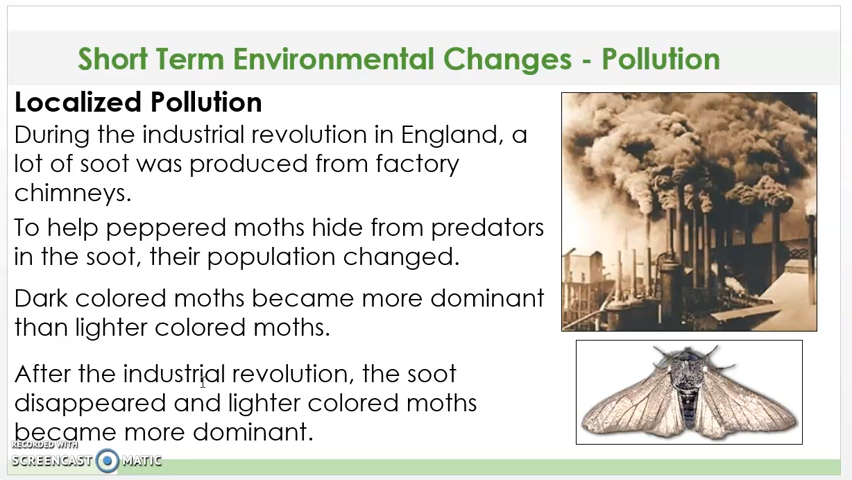 Short Term Environmental Changes - Pollution
Localized Pollution
During the industrial revolution in England, a
lot of soot was produced from factory
chimneys.
To help peppered moths hide from predators
in the soot, their population changed.
Dark colored moths became more dominant
than lighter colored moths.
After the industrial revolution, the soot
disappeared and lighter colored moths
became more dominant.
RECORDED WITH
SCREENCAST MATIC